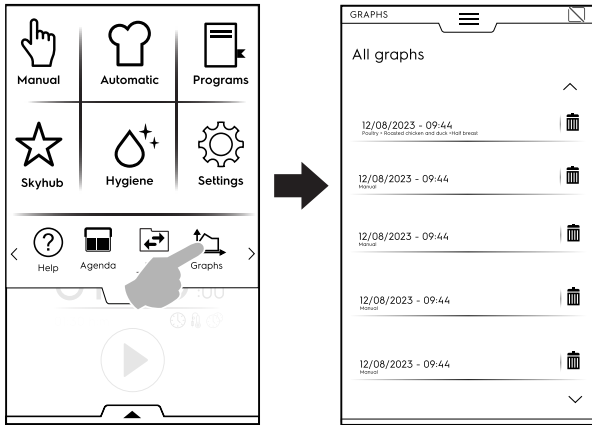 Manual Automatic Programs
Skyhub Hygiene Settings
Help Agenda Graphs
:00
GRAPHS
All graphs
12/08/2023 - 09:44
Poultry > Roasted chicken and duck >Half breast
12/08/2023 - 09:44
Manual
12/08/2023 - 09:44
Manual
12/08/2023 - 09:44
Manual
12/08/2023 - 09:44
Manual